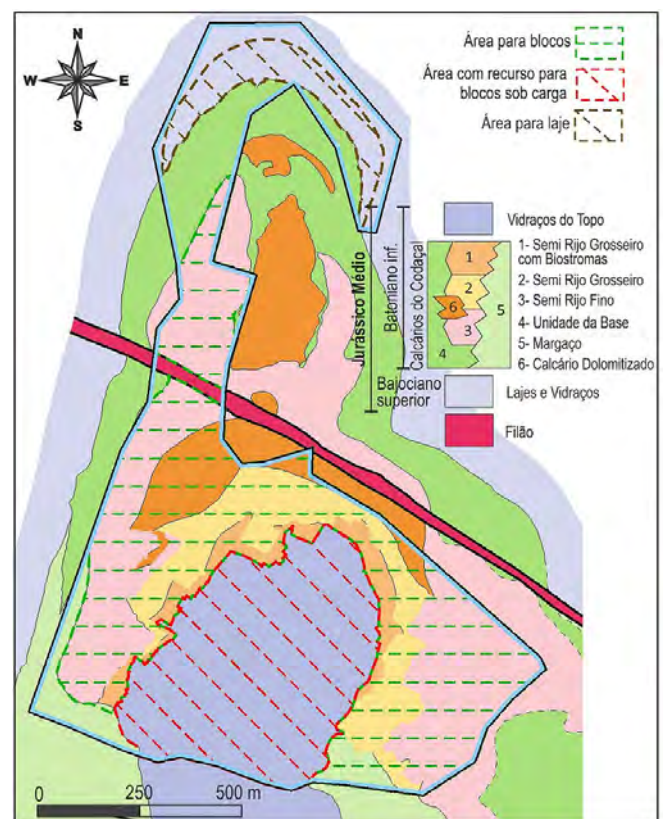 N
W
E
S
Área para blocos
Área com recurso para
blocos sob carga
Área para laje
Jurássico Médio
Batoniano inf.
Bajociano
superior
Calcários do Codaçal
Vidraços do Topo
1
2
3
4
5
6
1- Semi Rijo Grosseiro
com Biostromas
2- Semi Rijo Grosseiro
3- Semi Rijo Fino
4- Unidade da Base
5- Margaço
6- Calcário Dolomitizado
Lajes e Vidraços
Filão
0 250 500 m